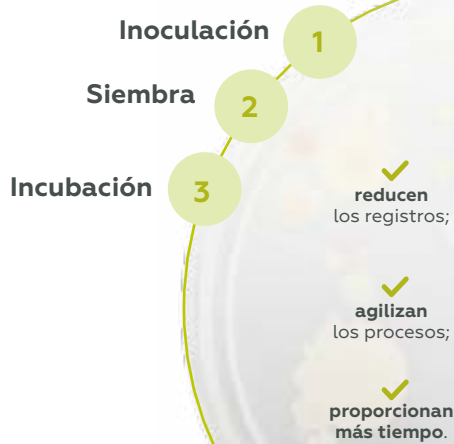 Inoculación
1
Siembra
2
Incubación
3
reducen
los registros;
agilizan
los procesos;
proporcionan
más tiempo.